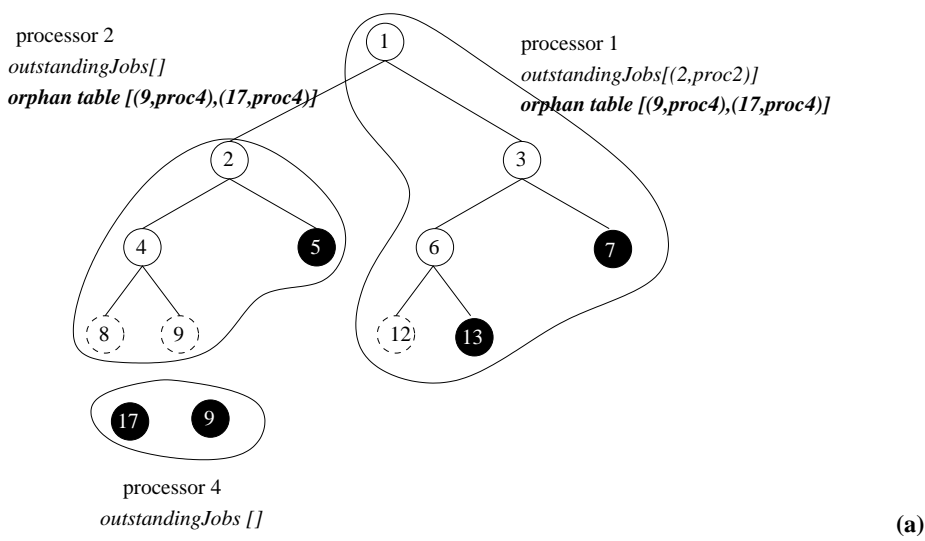 processor 2
outstandingJobs[]
orphan table [(9,proc4),(17,proc4)]
1
processor 1
outstandingJobs[(2,proc2)]
orphan table [(9,proc4),(17,proc4)]
2
3
4
5
6
7
8
9
12
13
17
9
processor 4
outstandingJobs []
(a)